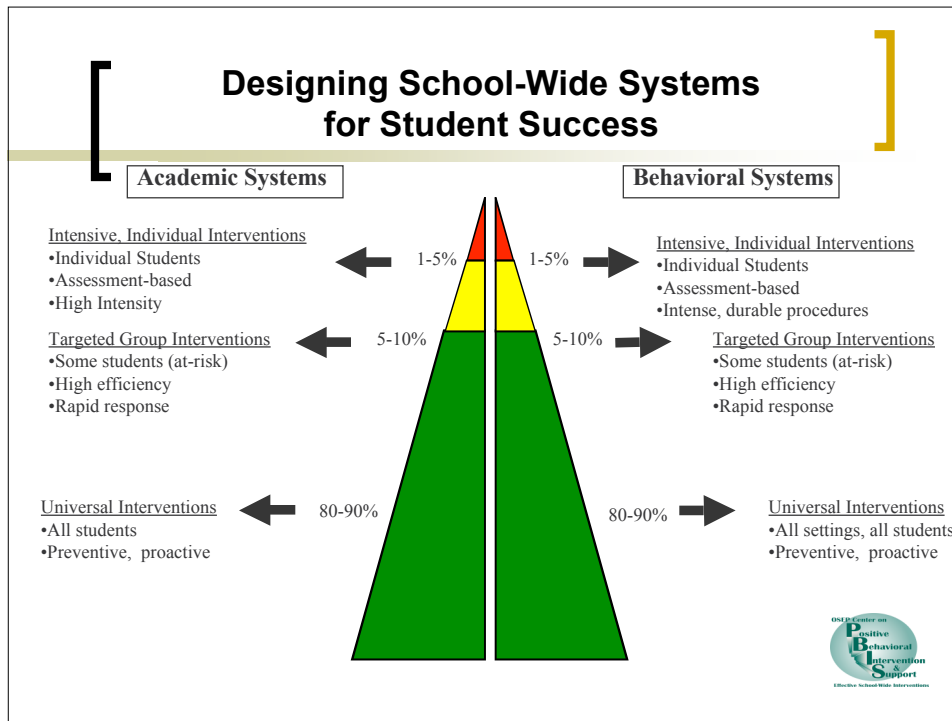 Designing School-Wide Systems
for Student Success
Academic Systems
Behavioral Systems
Intensive, Individual Interventions
•Individual Students
•Assessment-based
•High Intensity
1-5%
1-5%
Intensive, Individual Interventions
•Individual Students
•Assessment-based
•Intense, durable procedures
Targeted Group Interventions
•Some students (at-risk)
•High efficiency
•Rapid response
5-10%
5-10%
Targeted Group Interventions
•Some students (at-risk)
•High efficiency
•Rapid response
Universal Interventions
•All students
•Preventive, proactive
80-90%
80-90%
Universal Interventions
•All settings, all students
•Preventive, proactive
OSEP Center on
Positive
Behavioral
Intervention
&
Support
Effective School-Wide Interventions